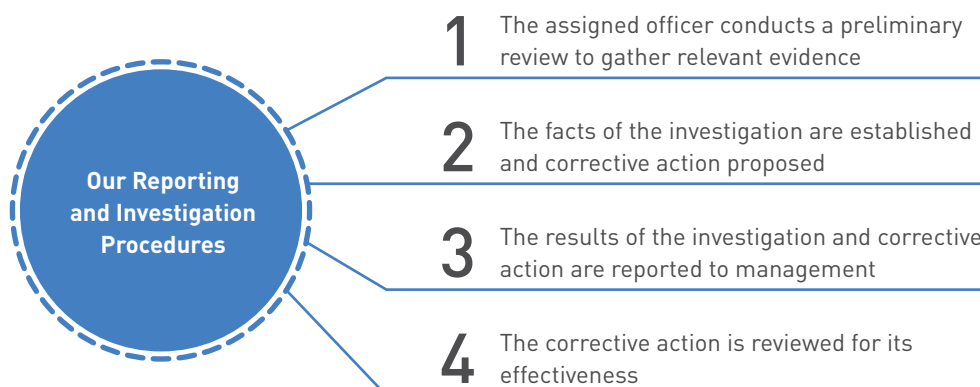 Our Reporting
and Investigation
Procedures
1
The assigned officer conducts a preliminary
review to gather relevant evidence
2
The facts of the investigation are established
and corrective action proposed
3
The results of the investigation and corrective
action are reported to management
4
The corrective action is reviewed for its
effectiveness